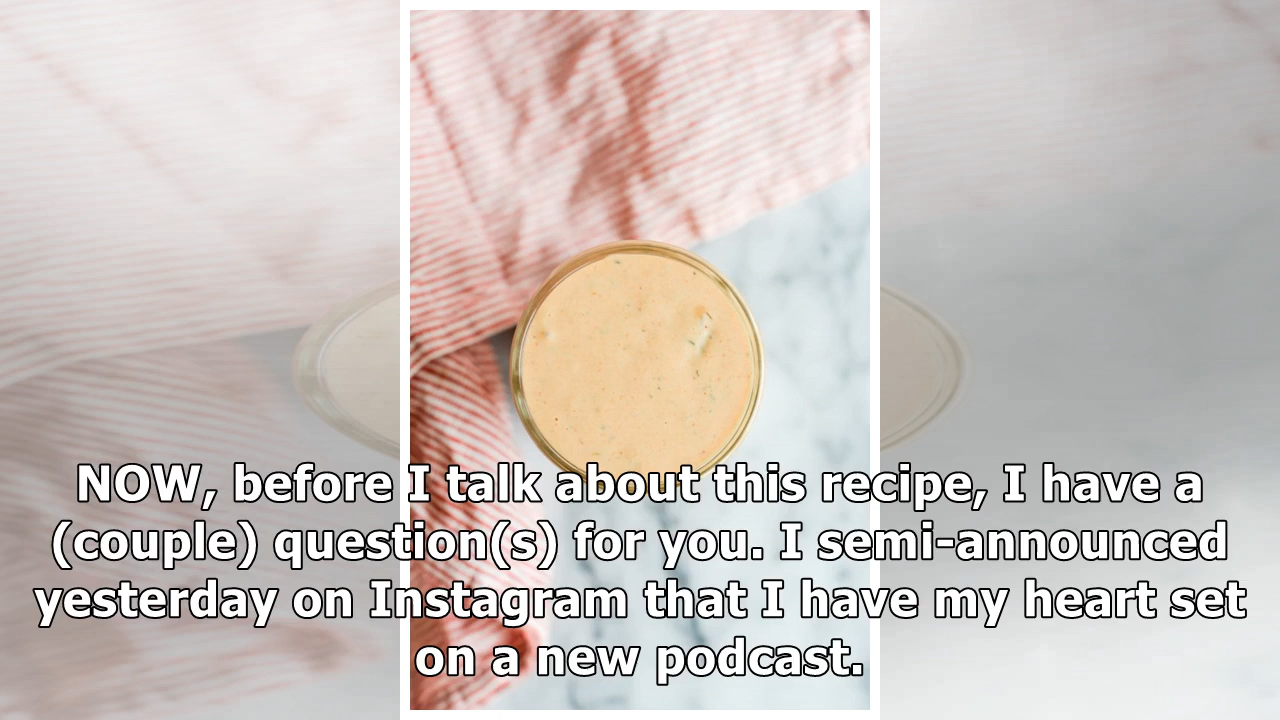 NOW, before I talk about this recipe, I have a
(couple) question(s) for you. I semi-announced
yesterday on Instagram that I have my heart set
on a new podcast.